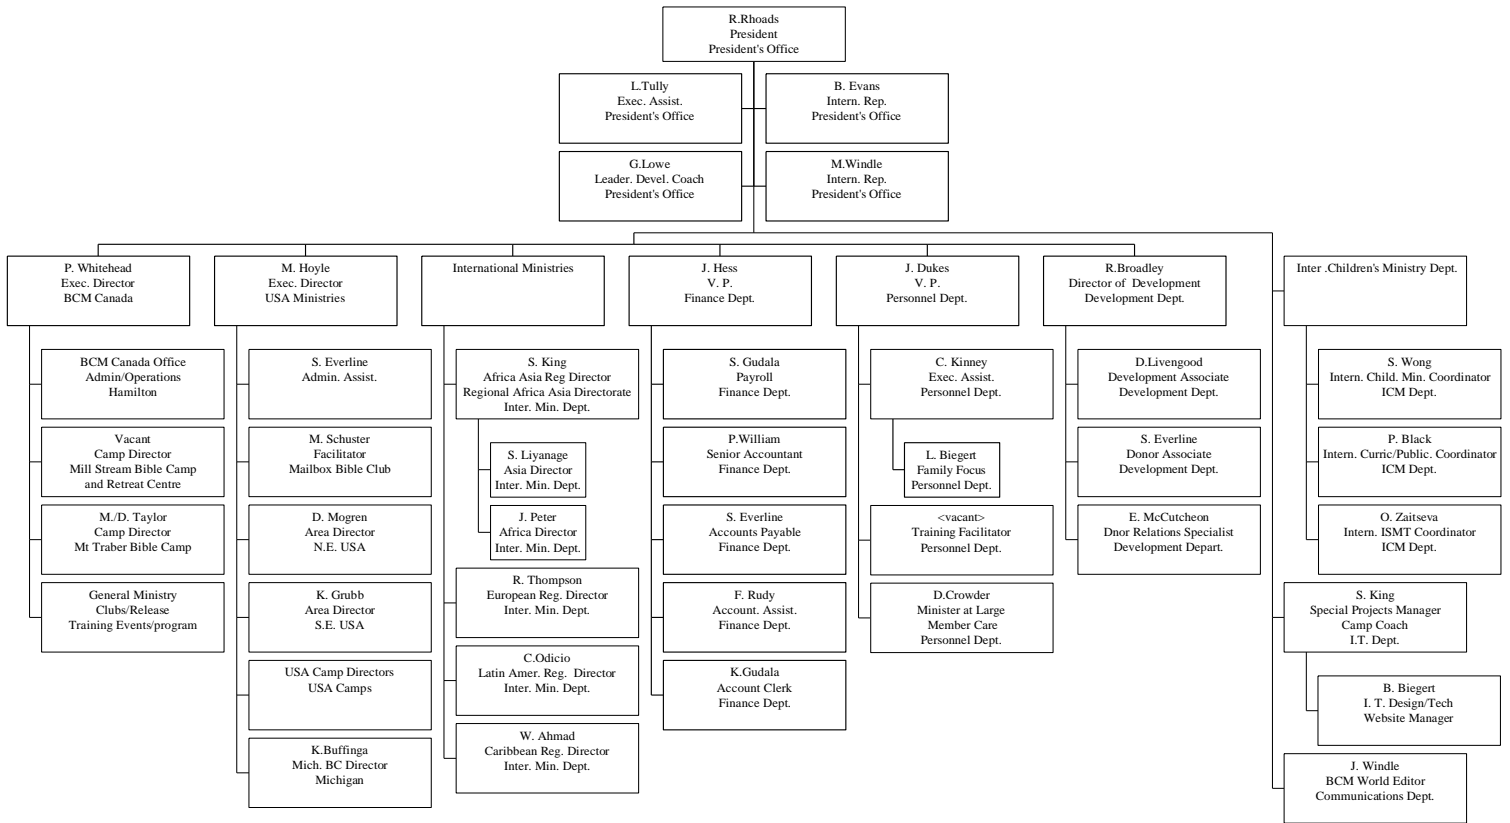 R.Rhoads
President
President's Office
L.Tully
Exec. Assist.
President's Office
B. Evans
Intern. Rep.
President's Office
G.Lowe
Leader. Devel. Coach
President's Office
M.Windle
Intern. Rep.
President's Office
P. Whitehead
Exec. Director
BCM Canada
BCM Canada Office
Admin/Operations
Hamilton
Vacant
Camp Director
Mill Stream Bible Camp
and Retreat Centre
M./D. Taylor
Camp Director
Mt Traber Bible Camp
General Ministry
Clubs/Release
Training Events/program
M. Hoyle
Exec. Director
USA Ministries
S. Everline
Admin. Assist.
M. Schuster
Facilitator
Mailbox Bible Club
D. Mogren
Area Director
N.E. USA
K. Grubb
Area Director
S.E. USA
USA Camp Directors
USA Camps
K.Buffinga
Mich. BC Director
Michigan
International Ministries
S. King
Africa Asia Reg Director
Regional Africa Asia Directorate
Inter. Min. Dept.
S. Liyanage
Asia Director
Inter. Min. Dept.
J. Peter
Africa Director
Inter. Min. Dept.
R. Thompson
European Reg. Director
Inter. Min. Dept.
C.Odicio
Latin Amer. Reg. Director
Inter. Min. Dept.
W. Ahmad
Caribbean Reg. Director
Inter. Min. Dept.
J. Hess
V. P.
Finance Dept.
S. Gudala
Payroll
Finance Dept.
P.William
Senior Accountant
Finance Dept.
S. Everline
Accounts Payable
Finance Dept.
F. Rudy
Account. Assist.
Finance Dept.
K.Gudala
Account Clerk
Finance Dept.
J. Dukes
V. P.
Personnel Dept.
C. Kinney
Exec. Assist.
Personnel Dept.
L. Biegert
Family Focus
Personnel Dept.
<vacant>
Training Facilitator
Personnel Dept.
D.Crowder
Minister at Large
Member Care
Personnel Dept.
R.Broadley
Director of Development
Development Dept.
D.Livengood
Development Associate
Development Dept.
S. Everline
Donor Associate
Development Dept.
E. McCutcheon
Dnor Relations Specialist
Development Depart.
Inter .Children's Ministry Dept.
S. Wong
Intern. Child. Min. Coordinator
ICM Dept.
P. Black
Intern. Curric/Public. Coordinator
ICM Dept.
O. Zaitseva
Intern. ISMT Coordinator
ICM Dept.
S. King
Special Projects Manager
Camp Coach
I.T. Dept.
B. Biegert
I. T. Design/Tech
Website Manager
J. Windle
BCM World Editor
Communications Dept.